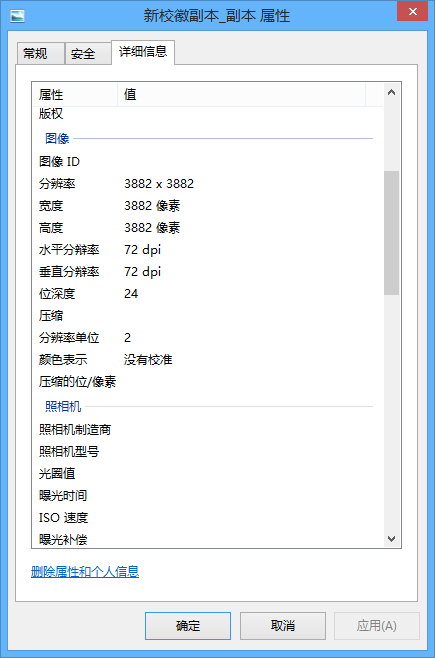 新校徽副本_副本 属性
常规 安全 详细信息
属性 值
版权
图像
图像 ID
分辨率 3882 x 3882
宽度 3882 像素
高度 3882 像素
水平分辩率 72 dpi
垂直分辩率 72 dpi
位深度 24
压缩
分辨率单位 2
颜色表示 没有校准
压缩的位/像素
照相机
照相机制造商
照相机型号
光圈值
曝光时间
ISO 速度
曝光补偿
删除属性和个人信息
确定 取消 应用(A)